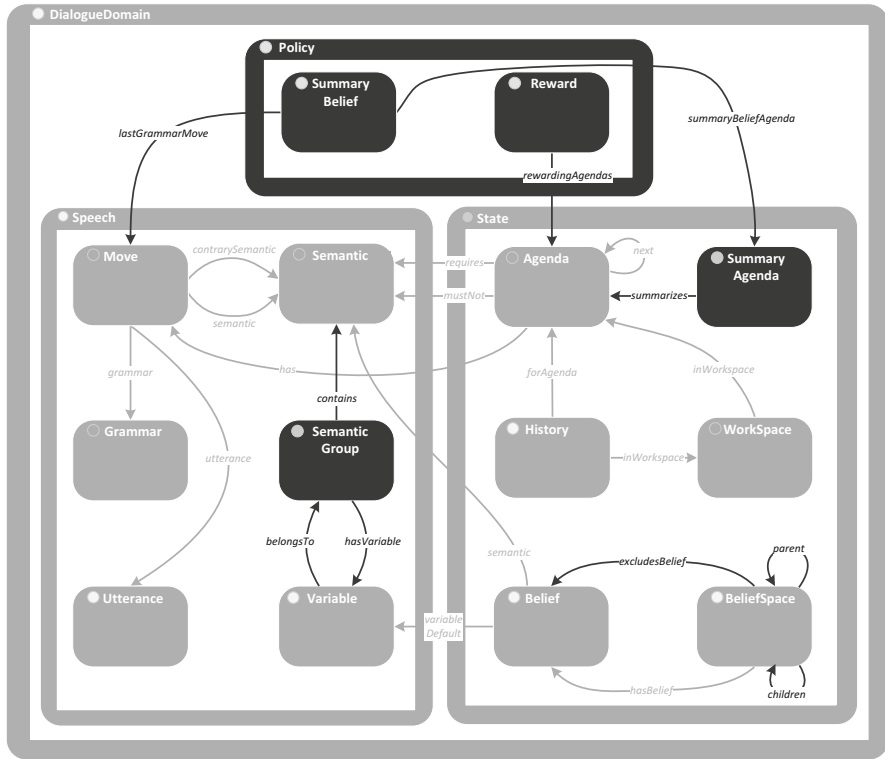 DialogueDomain
Policy
Summary
Belief
Reward
lastGrammarMove
summaryBeliefAgenda
rewardingAgendas
Speech
State
Move
contrarySemantic
semantic
Semantic
requires
mustNot
Agenda
next
Summary
Agenda
summarizes
has
grammar
contains
forAgenda
inWorkspace
Grammar
utterance
Semantic
Group
History
inWorkspace
WorkSpace
belongsTo
hasVariable
semantic
excludesBelief
parent
Utterance
Variable
variable
Default
Belief
BeliefSpace
hasBelief
children